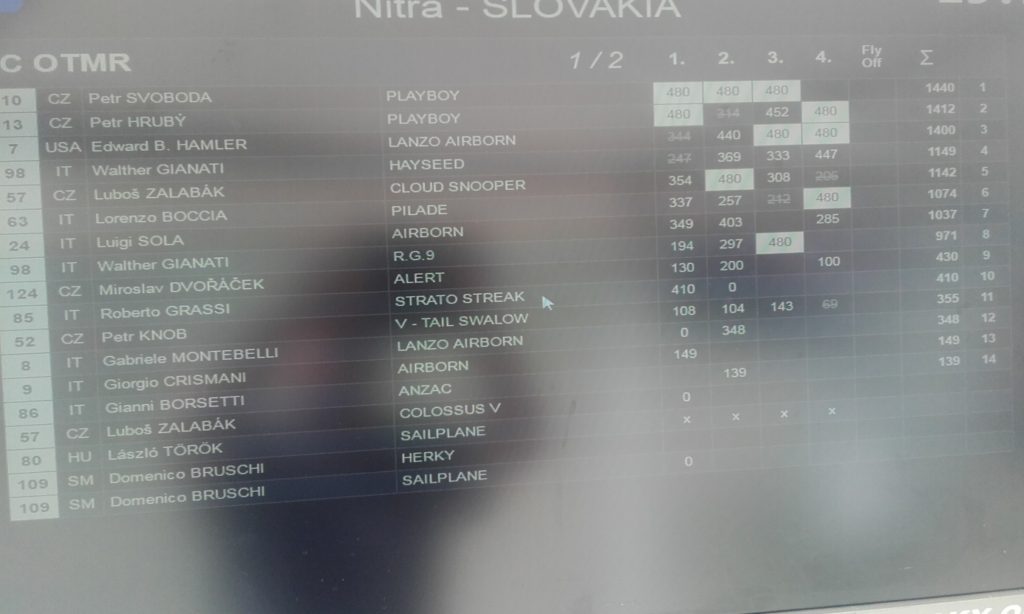 Nitra - SLOVAKIA
C OTMR 1 / 2 1. 2. 3. 4. Fly Off Σ
10 CZ Petr SVOBODA PLAYBOY 480 480 480 1440 1
13 CZ Petr HRUBÝ PLAYBOY 480 314 452 480 1412 2
7 USA Edward B. HAMLER LANZO AIRBORN 344 440 480 480 1400 3
98 IT Walther GIANATI HAYSEED 247 369 333 447 1149 4
57 CZ Luboš ZALABÁK CLOUD SNOOPER 354 480 308 205 1142 5
63 IT Lorenzo BOCCIA PILADE 337 257 212 480 1074 6
24 IT Luigi SOLA AIRBORN 349 403 285 1037 7
98 IT Walther GIANATI R.G.9 194 297 480 971 8
124 CZ Miroslav DVOŘÁČEK ALERT 130 200 100 430 9
85 IT Roberto GRASSI STRATO STREAK 410 0 410 10
52 CZ Petr KNOB V - TAIL SWALOW 108 104 143 69 355 11
8 IT Gabriele MONTEBELLI LANZO AIRBORN 0 348 348 12
9 IT Giorgio CRISMANI AIRBORN 149 149 13
86 IT Gianni BORSETTI ANZAC 139 139 14
57 CZ Luboš ZALABÁK COLOSSUS V 0
80 HU László TÖRÖK SAILPLANE x x x x
109 SM Domenico BRUSCHI HERKY
109 SM Domenico BRUSCHI SAILPLANE 0